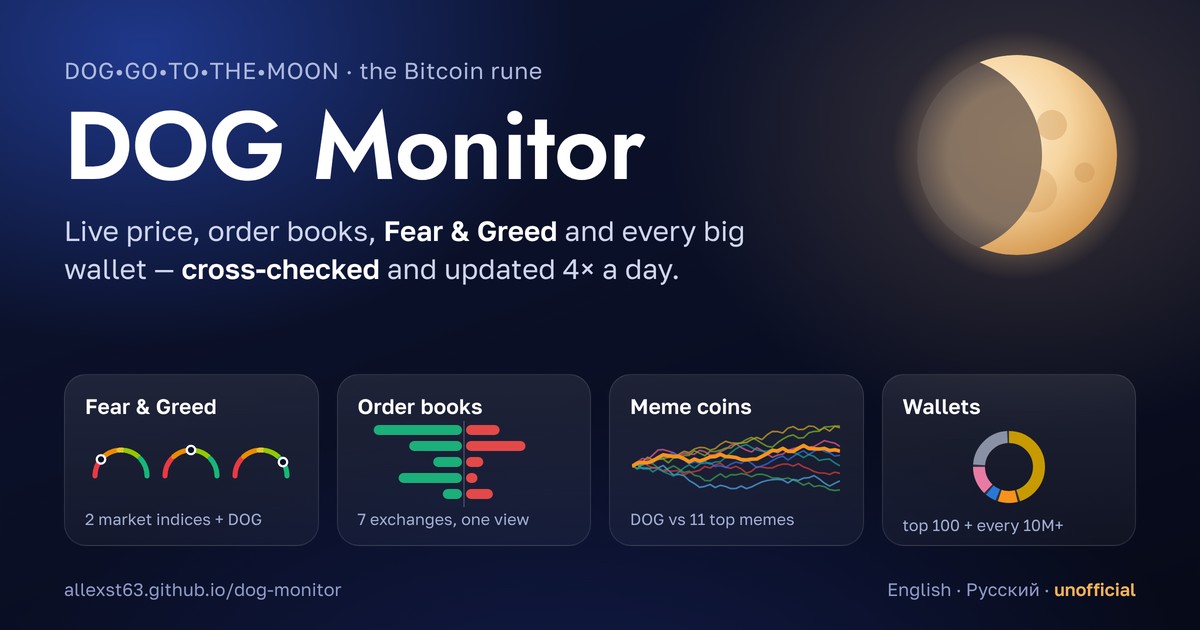 DOG•GO•TO•THE•MOON · the Bitcoin rune
DOG Monitor
Live price, order books, Fear & Greed and every big
wallet — cross-checked and updated 4× a day.
Fear & Greed
2 market indices + DOG
Order books
7 exchanges, one view
Meme coins
DOG vs 11 top memes
Wallets
top 100 + every 10M+
allexst63.github.io/dog-monitor
English · Русский · unofficial